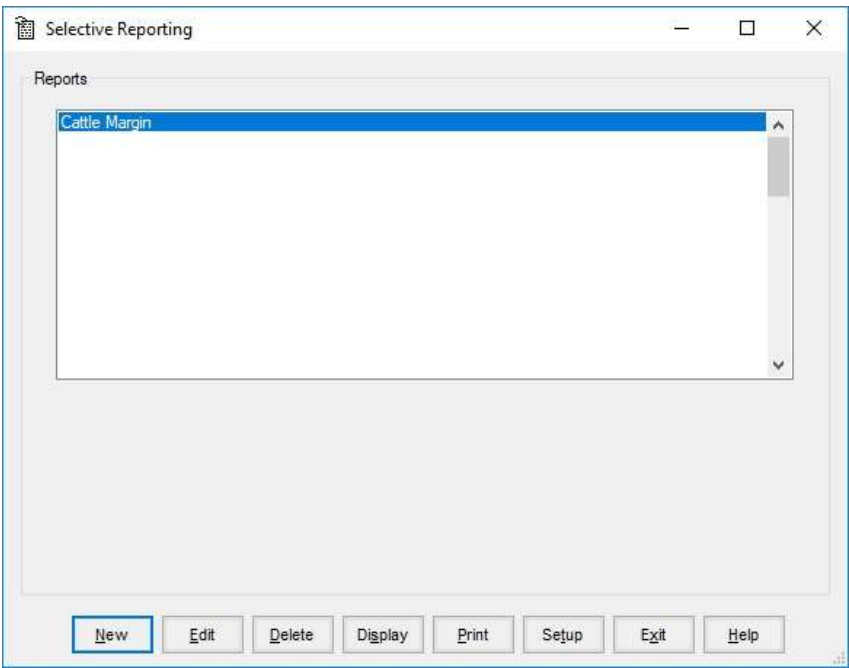 Selective Reporting
Reports
Cattle Margin
New Edit Delete Display Print Setup Exit Help